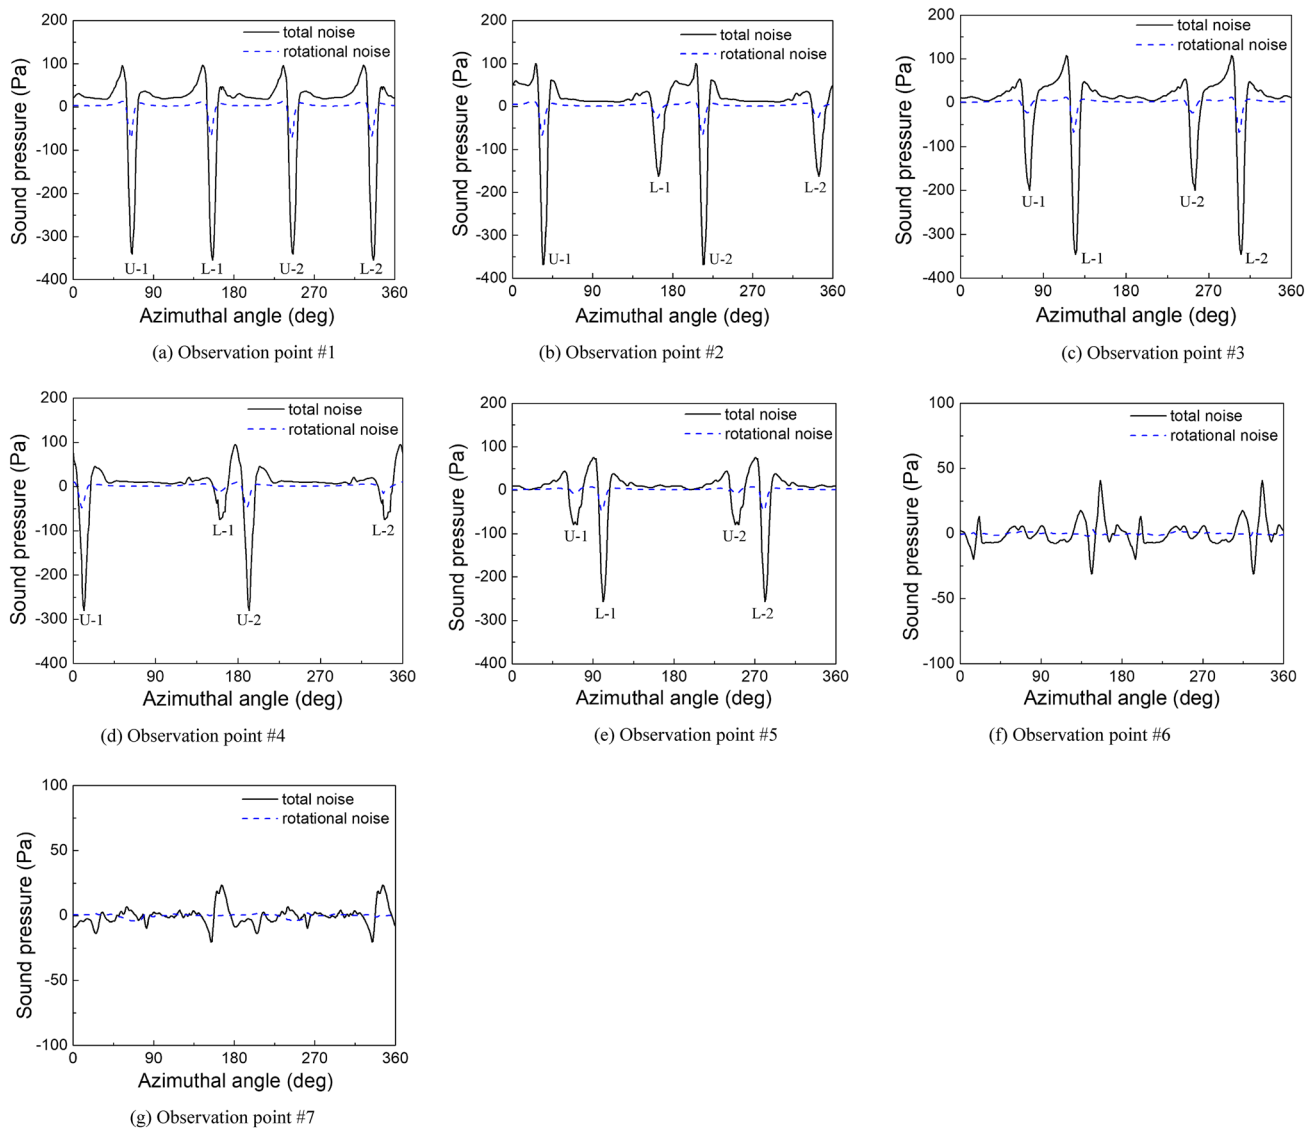 200
100
0
-100
-200
-300
-400
Sound pressure (Pa)
total noise
rotational noise
U-1
L-1
U-2
L-2
0 90 180 270 360
Azimuthal angle (deg)
(a) Observation point #1
200
100
0
-100
-200
-300
-400
Sound pressure (Pa)
total noise
rotational noise
L-1
L-2
U-1
U-2
0 90 180 270 360
Azimuthal angle (deg)
(b) Observation point #2
200
100
0
-100
-200
-300
-400
Sound pressure (Pa)
total noise
rotational noise
U-1
U-2
L-1
L-2
0 90 180 270 360
Azimuthal angle (deg)
(c) Observation point #3
200
100
0
-100
-200
-300
-400
Sound pressure (Pa)
total noise
rotational noise
L-1
L-2
U-1
U-2
0 90 180 270 360
Azimuthal angle (deg)
(d) Observation point #4
200
100
0
-100
-200
-300
-400
Sound pressure (Pa)
total noise
rotational noise
U-1
U-2
L-1
L-2
0 90 180 270 360
Azimuthal angle (deg)
(e) Observation point #5
100
50
0
-50
-100
Sound pressure (Pa)
total noise
rotational noise
0 90 180 270 360
Azimuthal angle (deg)
(f) Observation point #6
100
50
0
-50
-100
Sound pressure (Pa)
total noise
rotational noise
0 90 180 270 360
Azimuthal angle (deg)
(g) Observation point #7